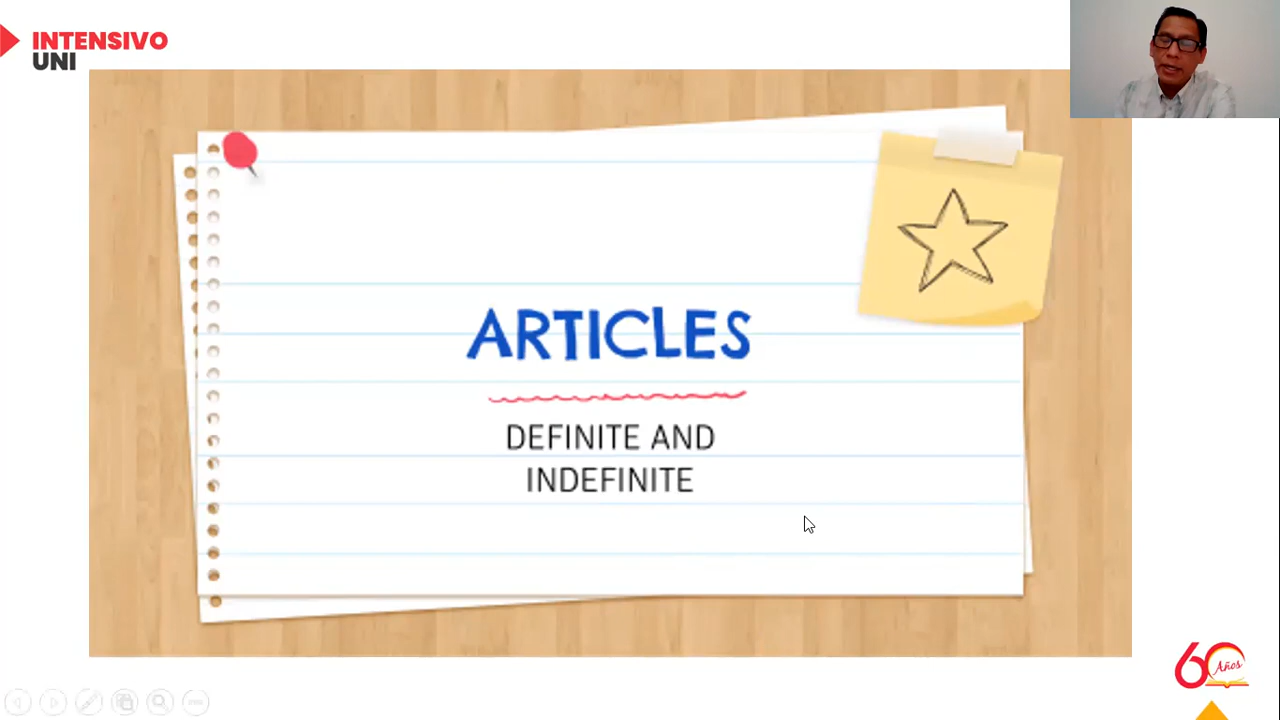 INTENSIVO
UNI
ARTICLES
DEFINITE AND
INDEFINITE
60
Años